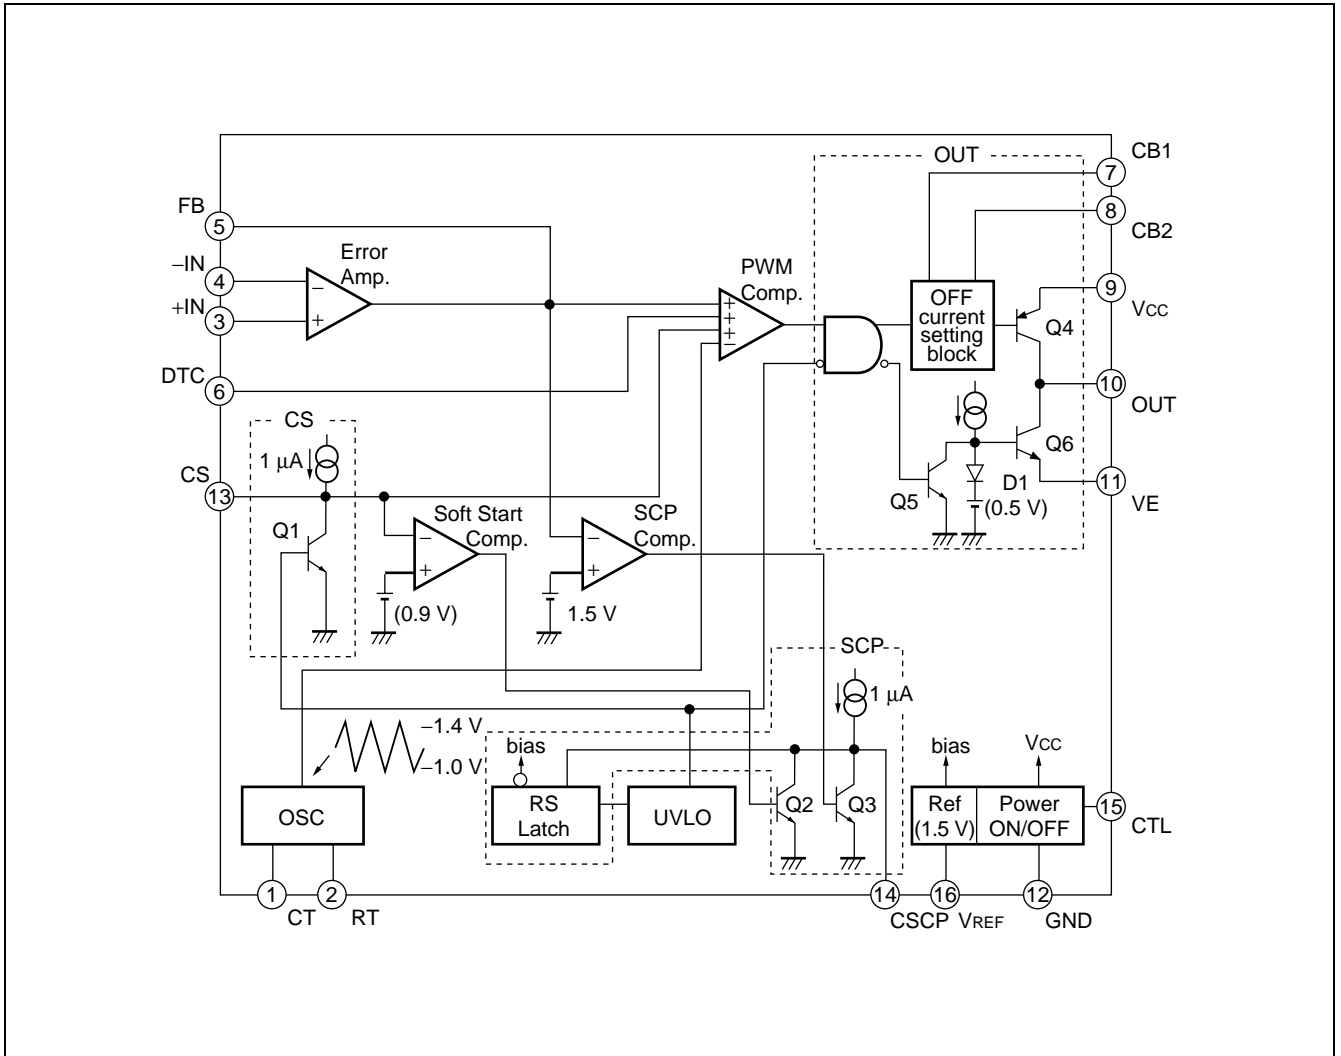 OUT
CB1
7
8
CB2
FB
5
−IN
4
+IN
3
Error
Amp.
−
+
PWM
Comp.
+
+
+
−
OFF
current
setting
block
9
VCC
Q4
DTC
6
10
OUT
CS
1 µA
CS
13
Q1
Soft Start
Comp.
−
+
(0.9 V)
SCP
Comp.
−
+
1.5 V
Q6
Q5
D1
(0.5 V)
11
VE
SCP
1 µA
−1.4 V
−1.0 V
bias
bias
VCC
OSC
RS
Latch
UVLO
Q2
Q3
Ref
(1.5 V)
Power
ON/OFF
15
CTL
1
CT
2
RT
14
CSCP
16
VREF
12
GND